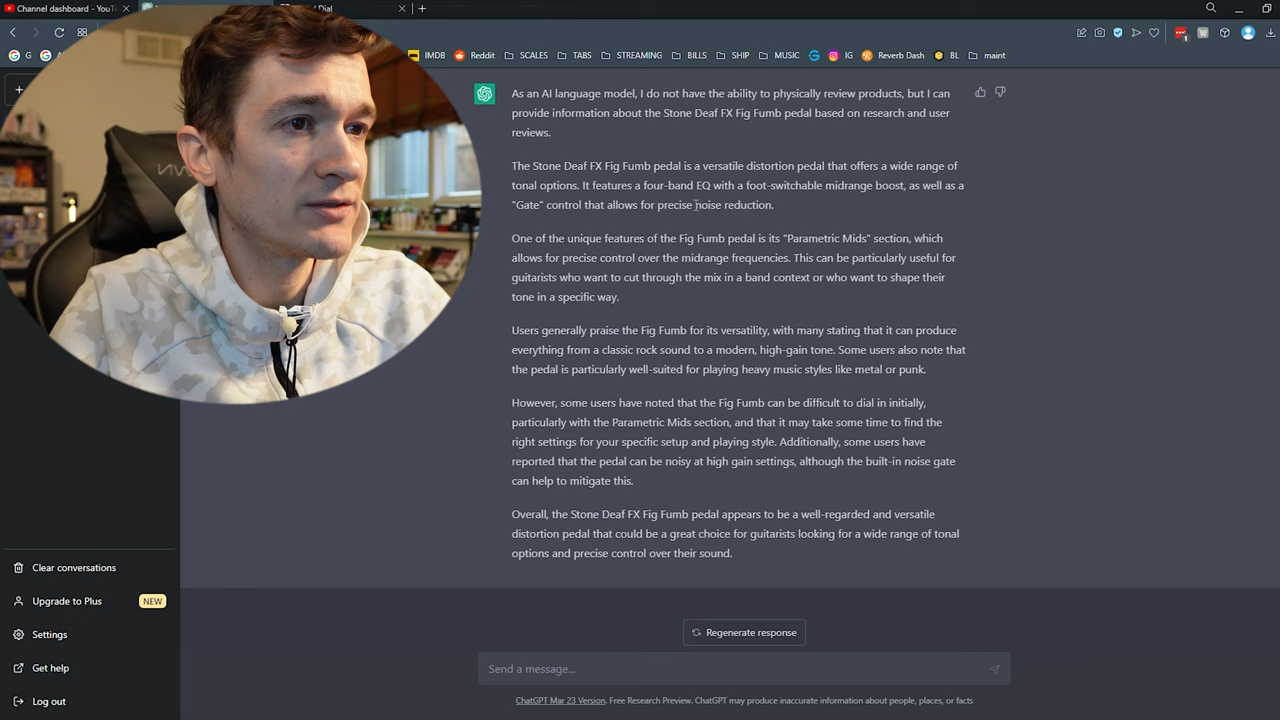 Channel dashboard - YouT
/ Dial
G
IMDB
Reddit
SCALES
TABS
STREAMING
BILLS
SHIP
MUSIC
IG
Reverb Dash
BL
maint
As an AI language model, I do not have the ability to physically review products, but I can
provide information about the Stone Deaf FX Fig Fumb pedal based on research and user
reviews.
The Stone Deaf FX Fig Fumb pedal is a versatile distortion pedal that offers a wide range of
tonal options. It features a four-band EQ with a foot-switchable midrange boost, as well as a
"Gate" control that allows for precise noise reduction.
One of the unique features of the Fig Fumb pedal is its "Parametric Mids" section, which
allows for precise control over the midrange frequencies. This can be particularly useful for
guitarists who want to cut through the mix in a band context or who want to shape their
tone in a specific way.
Users generally praise the Fig Fumb for its versatility, with many stating that it can produce
everything from a classic rock sound to a modern, high-gain tone. Some users also note that
the pedal is particularly well-suited for playing heavy music styles like metal or punk.
However, some users have noted that the Fig Fumb can be difficult to dial in initially,
particularly with the Parametric Mids section, and that it may take some time to find the
right settings for your specific setup and playing style. Additionally, some users have
reported that the pedal can be noisy at high gain settings, although the built-in noise gate
can help to mitigate this.
Overall, the Stone Deaf FX Fig Fumb pedal appears to be a well-regarded and versatile
distortion pedal that could be a great choice for guitarists looking for a wide range of tonal
options and precise control over their sound.
Clear conversations
Upgrade to Plus
NEW
Settings
Get help
Log out
Regenerate response
Send a message...
ChatGPT Mar 23 Version. Free Research Preview. ChatGPT may produce inaccurate information about people, places, or facts